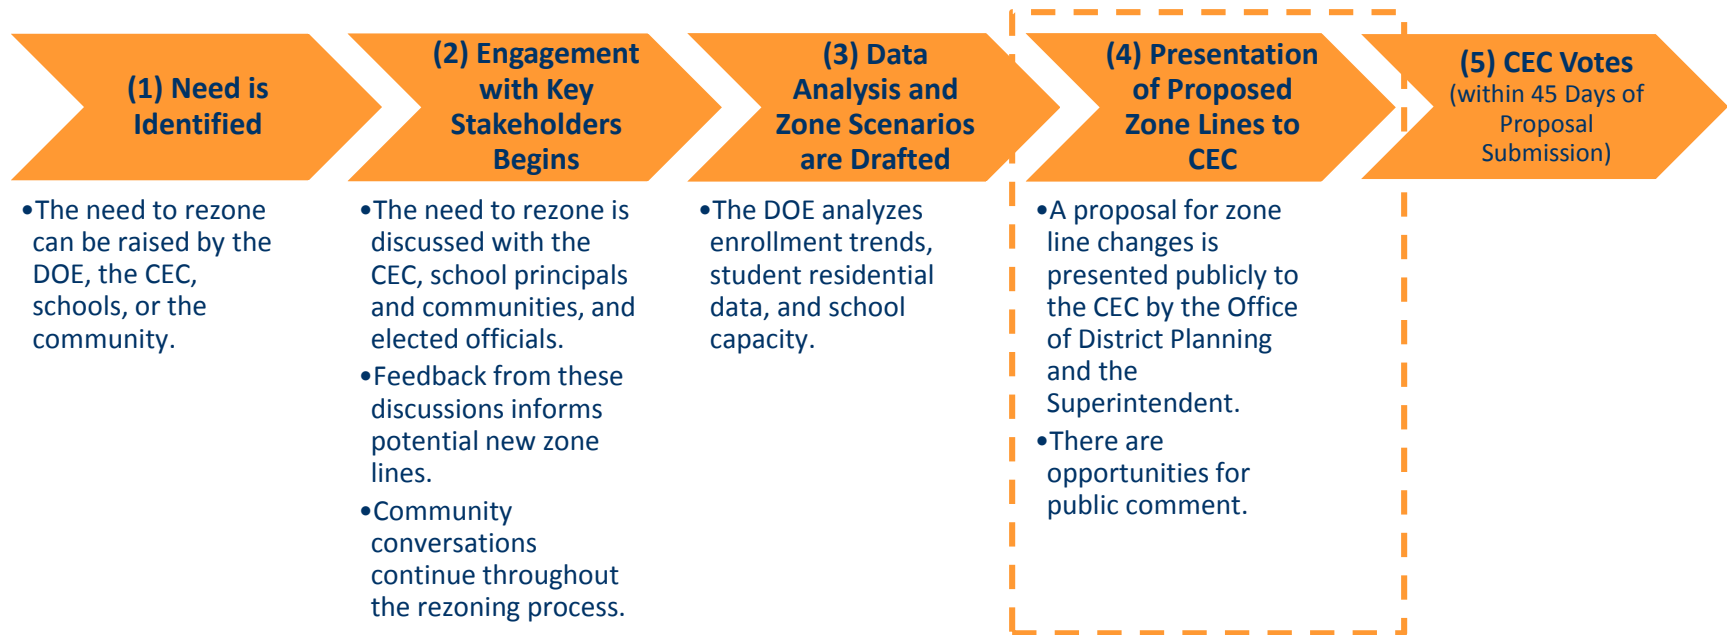 (1) Need is
Identified
•The need to rezone
can be raised by the
DOE, the CEC,
schools, or the
community.
(2) Engagement
with Key
Stakeholders
Begins
•The need to rezone is
discussed with the
CEC, school principals
and communities, and
elected officials.
•Feedback from these
discussions informs
potential new zone
lines.
•Community
conversations
continue throughout
the rezoning process.
(3) Data
Analysis and
Zone Scenarios
are Drafted
•The DOE analyzes
enrollment trends,
student residential
data, and school
capacity.
(4) Presentation
of Proposed
Zone Lines to
CEC
•A proposal for zone
line changes is
presented publicly to
the CEC by the Office
of District Planning
and the
Superintendent.
•There are
opportunities for
public comment.
(5) CEC Votes
(within 45 Days of
Proposal
Submission)